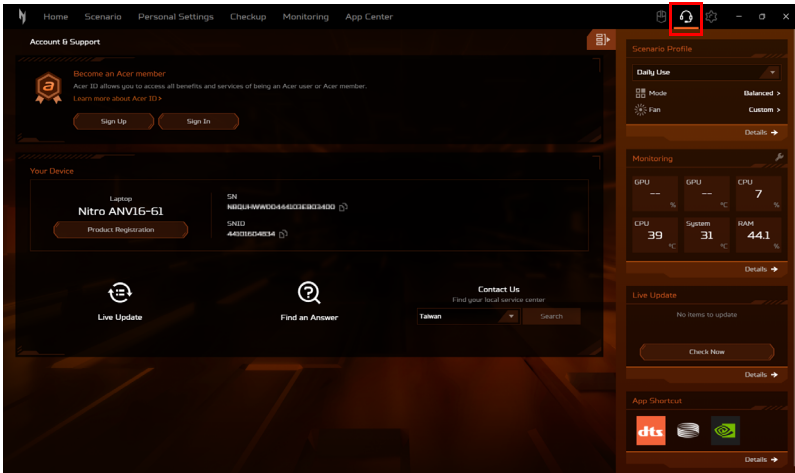 Home Scenario Personal Settings Checkup Monitoring App Center
Account & Support
Become an Acer member
Acer ID allows you to access all benefits and services of being an Acer user or Acer member.
Learn more about Acer ID >
Sign Up Sign In
Your Device
Laptop
Nitro ANV16-61
Product Registration
SN
SNID
Live Update
Find an Answer
Contact Us
Find your local service center
Taiwan Search
Scenario Profile
Daily Use
Mode Balanced >
Fan Custom >
Details →
Monitoring
GPU GPU CPU
-- -- 7
% °C %
CPU System RAM
39 31 44.1
°C °C %
Details →
Live Update
No items to update
Check Now
Details →
App Shortcut
dts
Details →